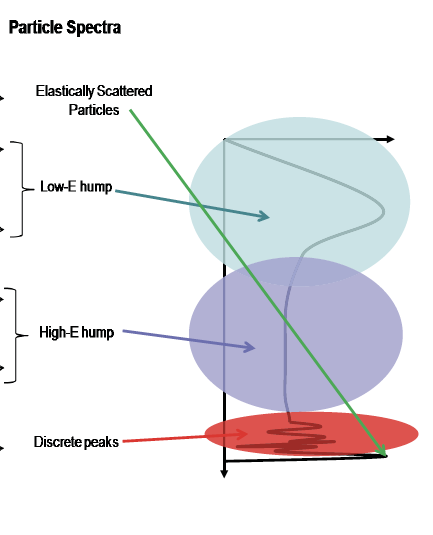 Particle Spectra
Elastically Scattered
Particles
Low-E hump
High-E hump
Discrete peaks